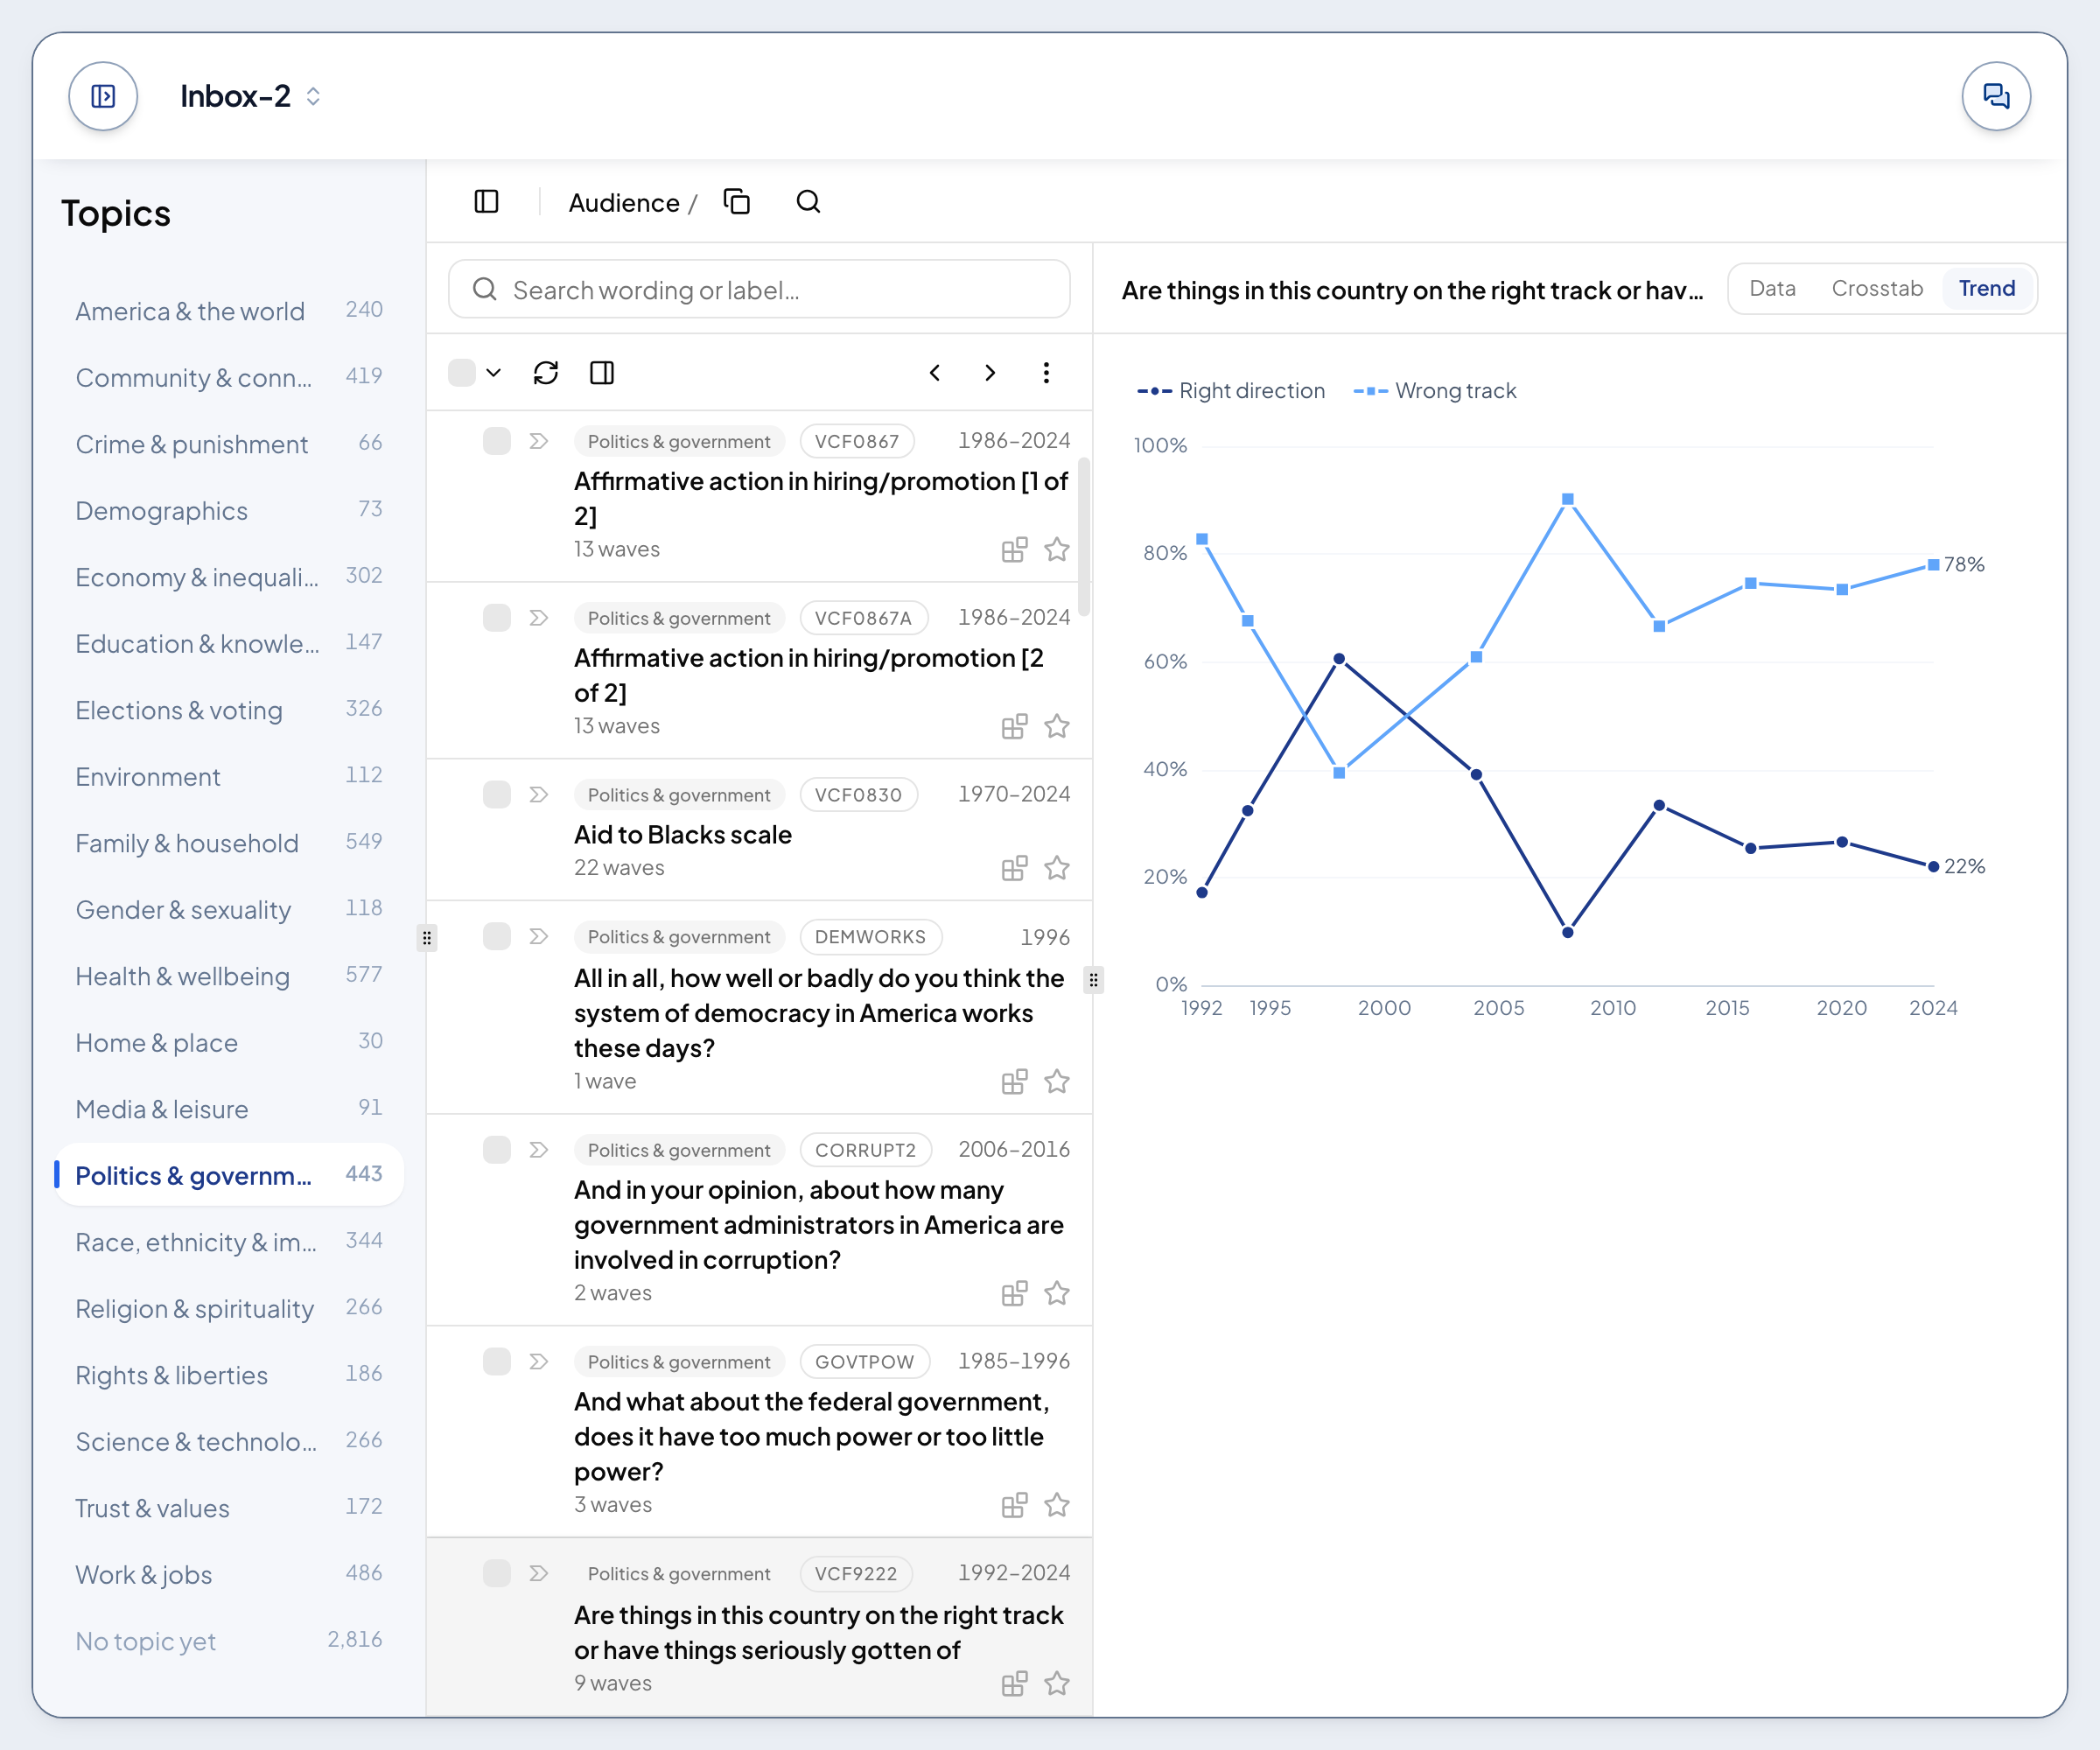 Inbox-2
Topics
America & the world 240
Community & conn... 419
Crime & punishment 66
Demographics 73
Economy & inequali... 302
Education & knowle... 147
Elections & voting 326
Environment 112
Family & household 549
Gender & sexuality 118
Health & wellbeing 577
Home & place 30
Media & leisure 91
Politics & governm... 443
Race, ethnicity & im... 344
Religion & spirituality 266
Rights & liberties 186
Science & technolo... 266
Trust & values 172
Work & jobs 486
No topic yet 2,816
Audience /
Search wording or label...
Politics & government VCF0867 1986–2024
Affirmative action in hiring/promotion [1 of
2]
13 waves
Politics & government VCF0867A 1986–2024
Affirmative action in hiring/promotion [2
of 2]
13 waves
Politics & government VCF0830 1970–2024
Aid to Blacks scale
22 waves
Politics & government DEMWORKS 1996
All in all, how well or badly do you think the
system of democracy in America works
these days?
1 wave
Politics & government CORRUPT2 2006–2016
And in your opinion, about how many
government administrators in America are
involved in corruption?
2 waves
Politics & government GOVTPOW 1985–1996
And what about the federal government,
does it have too much power or too little
power?
3 waves
Politics & government VCF9222 1992–2024
Are things in this country on the right track
or have things seriously gotten of
9 waves
Are things in this country on the right track or hav...
Data Crosstab Trend
Right direction Wrong track
100%
80%
60%
40%
20%
0%
78%
22%
1992 1995 2000 2005 2010 2015 2020 2024